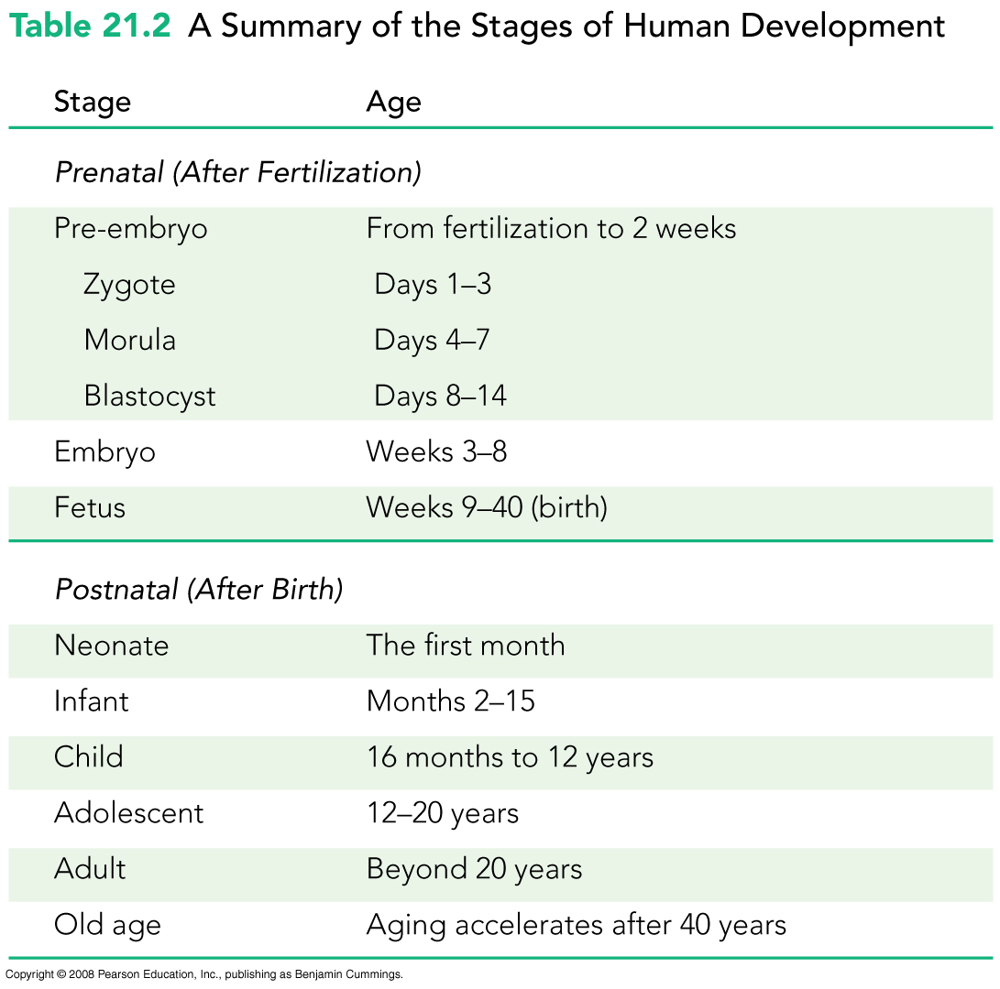 Table 21.2 A Summary of the Stages of Human Development
Stage Age
Prenatal (After Fertilization)
Pre-embryo From fertilization to 2 weeks
Zygote Days 1–3
Morula Days 4–7
Blastocyst Days 8–14
Embryo Weeks 3–8
Fetus Weeks 9–40 (birth)
Postnatal (After Birth)
Neonate The first month
Infant Months 2–15
Child 16 months to 12 years
Adolescent 12–20 years
Adult Beyond 20 years
Old age Aging accelerates after 40 years
Copyright © 2008 Pearson Education, Inc., publishing as Benjamin Cummings.